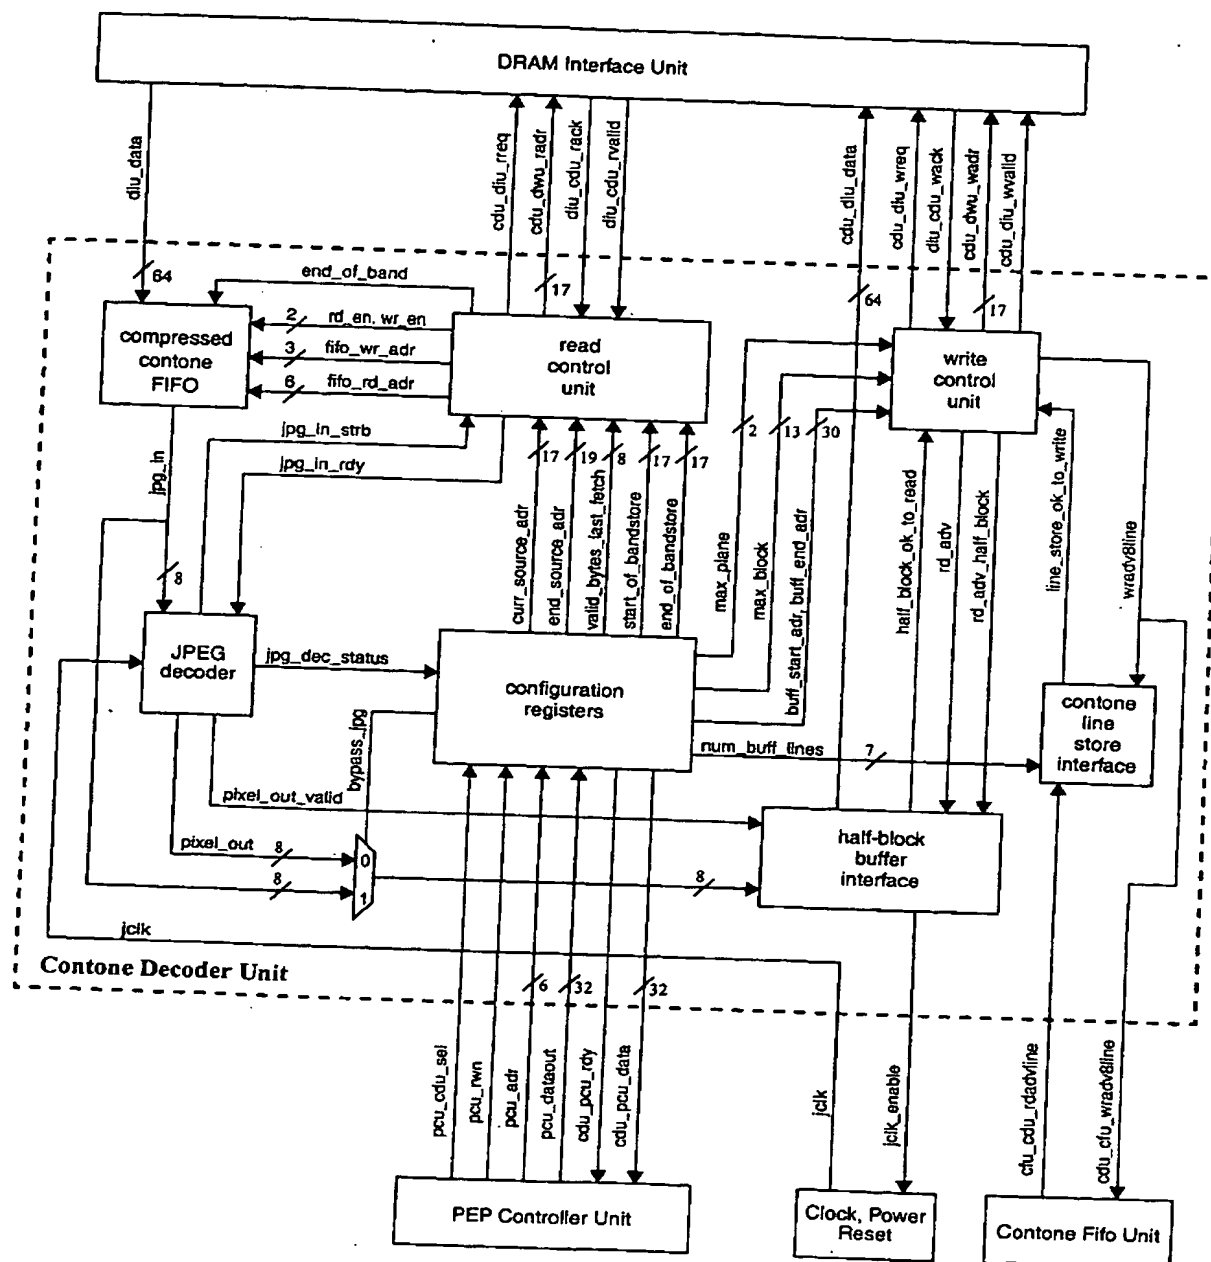 DRAM Interface Unit
diu_data
cdu_diu_rreq
cdu_dwu_radr
diu_cdu_rack
diu_cdu_rvalid
cdu_diu_data
cdu_diu_wreq
diu_cdu_wack
cdu_dwu_wadr
cdu_diu_wvalid
64
end_of_band
17
64
17
compressed
contone
FIFO
2
rd_en, wr_en
3
fifo_wr_adr
6
fifo_rd_adr
read
control
unit
write
control
unit
jpg_in
jpg_in_strb
jpg_in_rdy
17
19
8
17
17
2
13
30
curr_source_adr
end_source_adr
valid_bytes_last_fetch
start_of_bandstore
end_of_bandstore
max_plane
max_block
buff_start_adr, buff_end_adr
half_block_ok_to_read
rd_adv
rd_adv_half_block
line_store_ok_to_write
wradv8line
8
JPEG
decoder
jpg_dec_status
configuration
registers
contone
line
store
interface
bypass_jpg
num_buff_lines
7
pixel_out_valid
pixel_out
8
8
0
1
8
half-block
buffer
interface
jclk
Contone Decoder Unit
6
32
32
pcu_cdu_sel
pcu_rwn
pcu_adr
pcu_dataout
cdu_pcu_rdy
cdu_pcu_data
jclk
jclk_enable
cfu_cdu_rdadvline
cdu_cfu_wradv8line
PEP Controller Unit
Clock, Power
Reset
Contone Fifo Unit